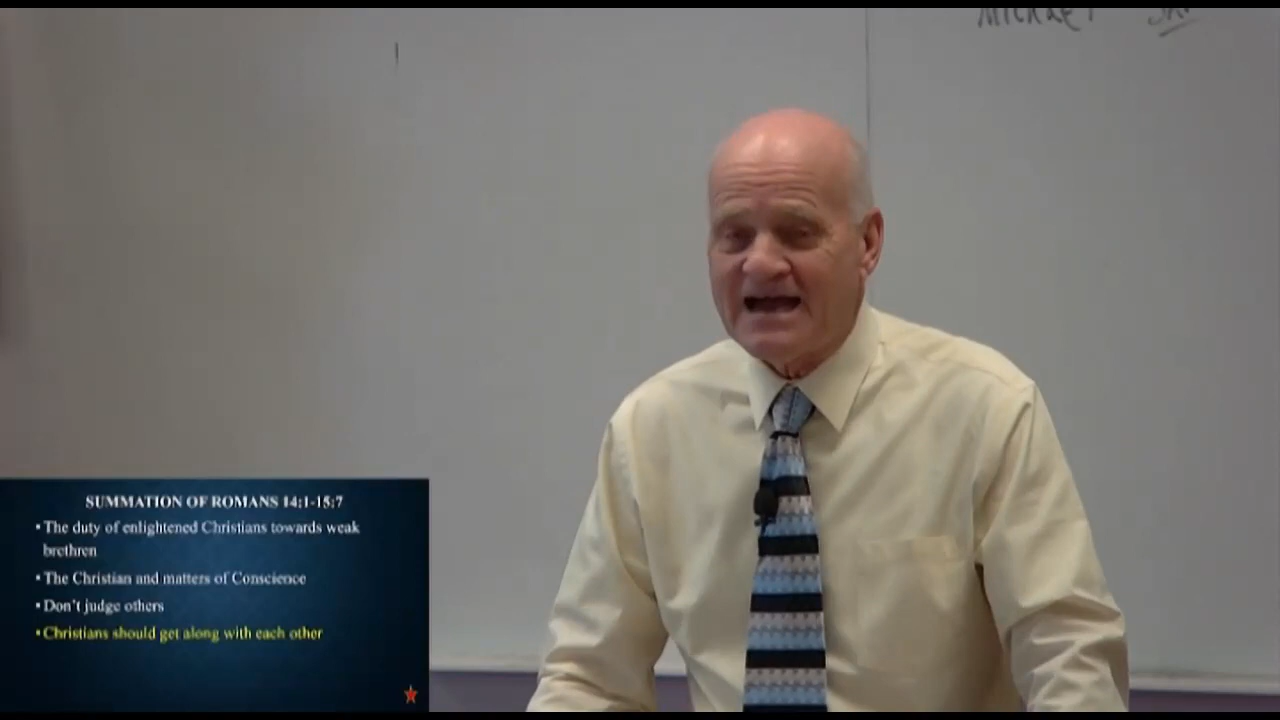 Michael
SUMMATION OF ROMANS 14:1-15:7
▪The duty of enlightened Christians towards weak
brethren
▪The Christian and matters of Conscience
▪Don't judge others
▪Christians should get along with each other